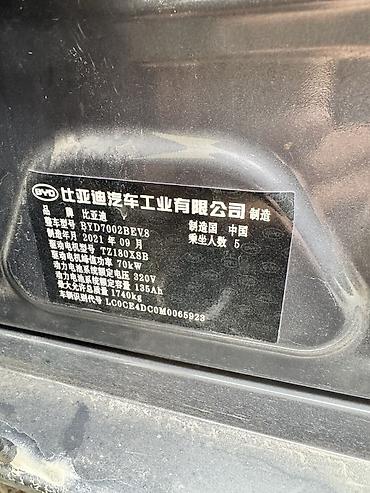 BYD 比亚迪汽车工业有限公司 制造
品 牌 比亚迪 制造国 中国
整车型号 BYD7002BEV8 乘坐人数 5
制造年月 2021 年 09 月
驱动电机型号 TZ180XSB
驱动电机峰值功率 70kW
动力电池系统额定电压 320V
动力电池系统额定容量 135Ah
最大允许总质量 1740kg
车辆识别代号 LC0CE4DC0M0065923